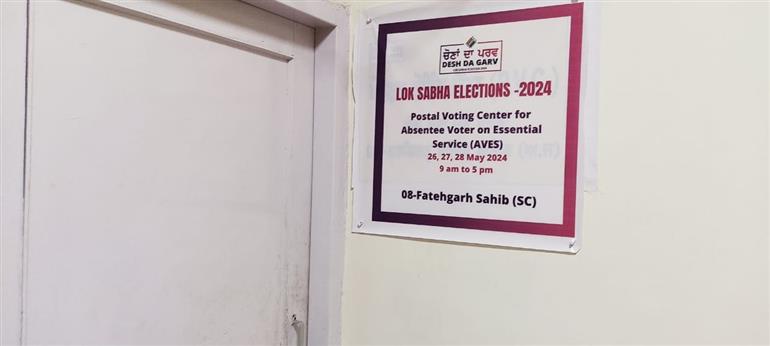 ਚੋਣਾਂ ਦਾ ਪਰਵ
DESH DA GARV
LOK SABHA ELECTIONS -2024
Postal Voting Center for
Absentee Voter on Essential
Service (AVES)
26, 27, 28 May 2024
9 am to 5 pm
08-Fatehgarh Sahib (SC)